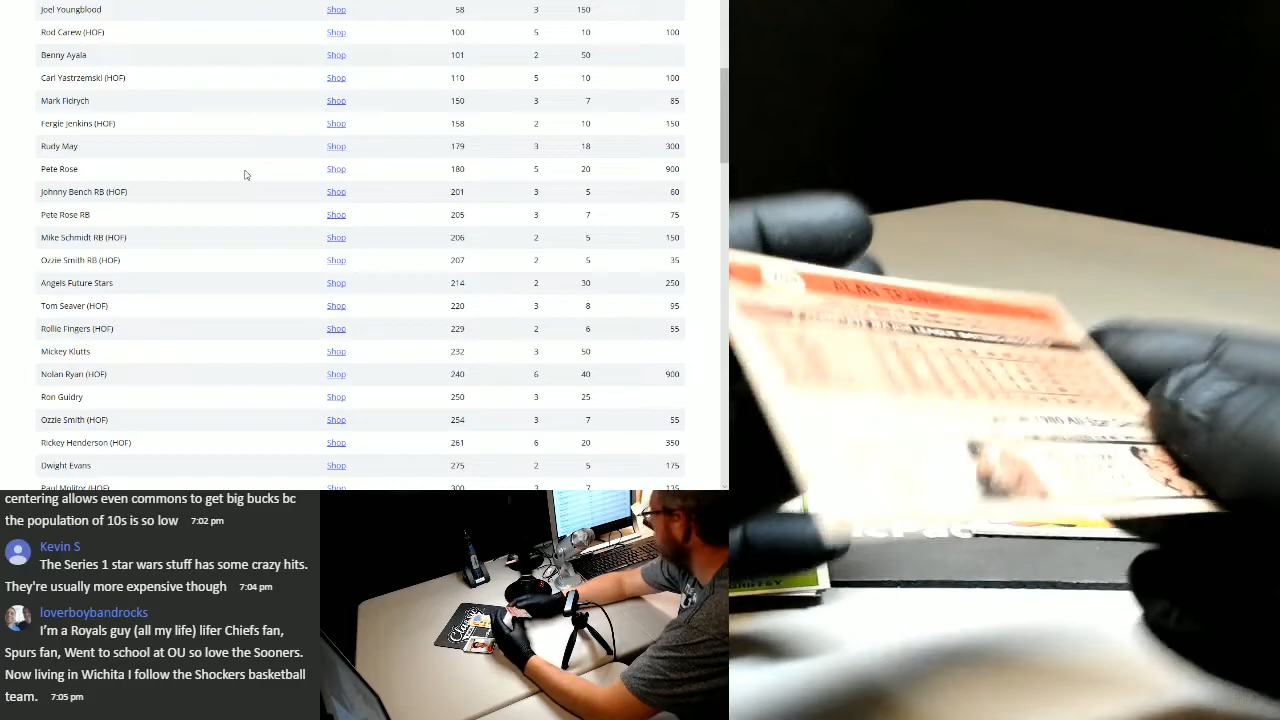 Joel Youngblood Shop 58 3 150
Rod Carew (HOF) Shop 100 5 10 100
Benny Ayala Shop 101 2 50
Carl Yastrzemski (HOF) Shop 110 5 10 100
Mark Fidrych Shop 150 3 7 85
Fergie Jenkins (HOF) Shop 158 2 10 150
Rudy May Shop 179 3 18 300
Pete Rose Shop 180 5 20 900
Johnny Bench RB (HOF) Shop 201 3 5 60
Pete Rose RB Shop 205 3 7 75
Mike Schmidt RB (HOF) Shop 206 2 5 150
Ozzie Smith RB (HOF) Shop 207 2 5 35
Angels Future Stars Shop 214 2 30 250
Tom Seaver (HOF) Shop 220 3 8 95
Rollie Fingers (HOF) Shop 229 2 6 55
Mickey Klutts Shop 232 3 50
Nolan Ryan (HOF) Shop 240 6 40 900
Ron Guidry Shop 250 3 25
Ozzie Smith (HOF) Shop 254 3 7 55
Rickey Henderson (HOF) Shop 261 6 20 350
Dwight Evans Shop 275 2 5 175
Paul Molitor (HOF) Shop 300 3 7 135
centering allows even commons to get big bucks bc
the population of 10s is so low 7:02 pm
Kevin S
The Series 1 star wars stuff has some crazy hits.
They're usually more expensive though 7:04 pm
loverboybandrocks
I'm a Royals guy (all my life) lifer Chiefs fan,
Spurs fan, Went to school at OU so love the Sooners.
Now living in Wichita I follow the Shockers basketball
team. 7:05 pm
ALAN